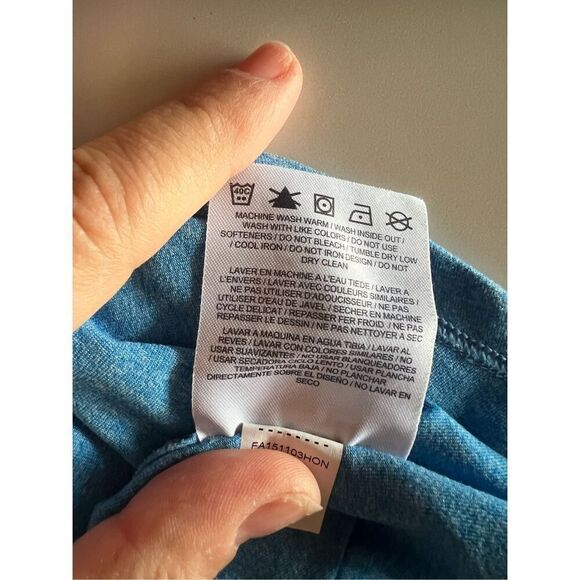 40C
MACHINE WASH WARM / WASH INSIDE OUT /
WASH WITH LIKE COLORS / DO NOT USE
SOFTENERS / DO NOT BLEACH / TUMBLE DRY LOW
/ COOL IRON / DO NOT IRON DESIGN / DO NOT
DRY CLEAN
LAVER EN MACHINE A L'EAU TIEDE / LAVER A
L'ENVERS / LAVER AVEC COULEURS SIMILAIRES /
NE PAS UTILISER D'ADOUCISSEUR / NE PAS
UTILISER D'EAU DE JAVEL / SECHER EN MACHINE
CYCLE DELICAT / REPASSER FER FROID / NE PAS
REPASSER LE DESSIN / NE PAS NETTOYER A SEC
LAVAR A MAQUINA EN AGUA TIBIA / LAVAR AL
REVES / LAVAR CON COLORES SIMILARES / NO
USAR SUAVIZANTES / NO USAR BLANQUEADORES
/ USAR SECADORA CICLO BAJO / USAR PLANCHA
TEMPERATURA BAJA / NO PLANCHAR
DIRECTAMENTE SOBRE EL DISEÑO / NO LAVAR EN
SECO
FA151103HON